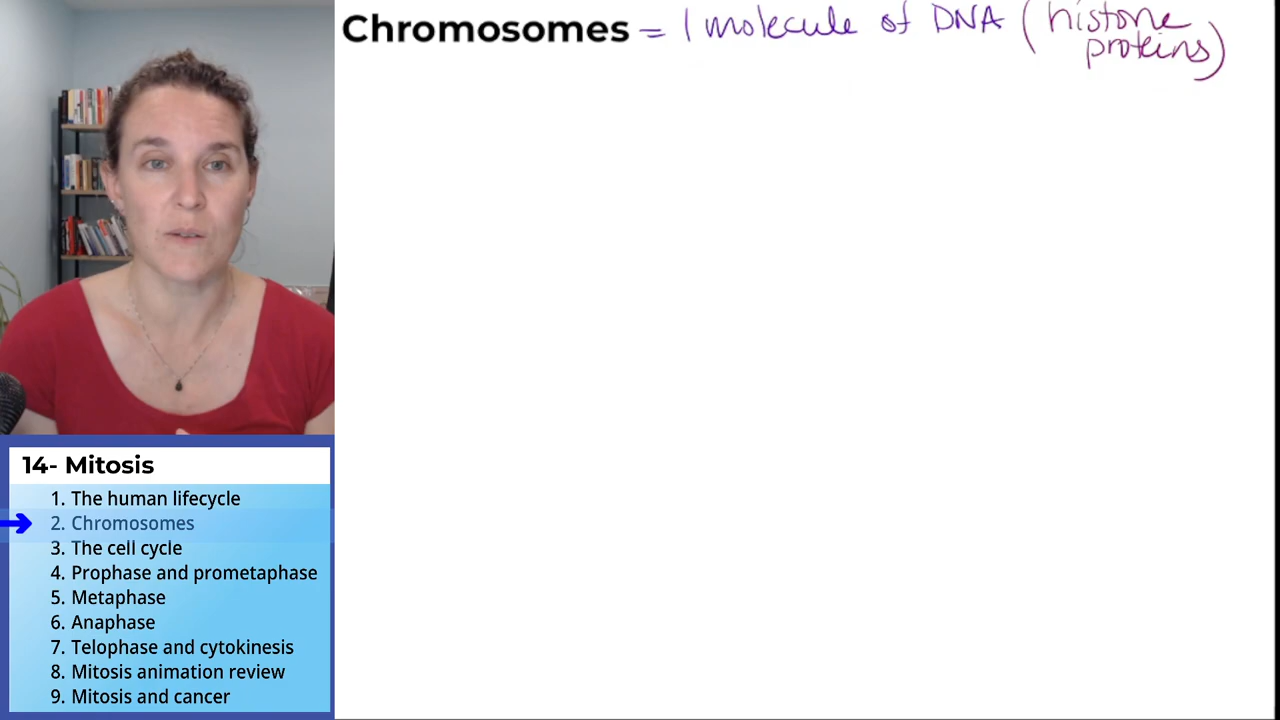 Chromosomes = 1 molecule of DNA (histone
proteins)
14- Mitosis
1. The human lifecycle
2. Chromosomes
3. The cell cycle
4. Prophase and prometaphase
5. Metaphase
6. Anaphase
7. Telophase and cytokinesis
8. Mitosis animation review
9. Mitosis and cancer